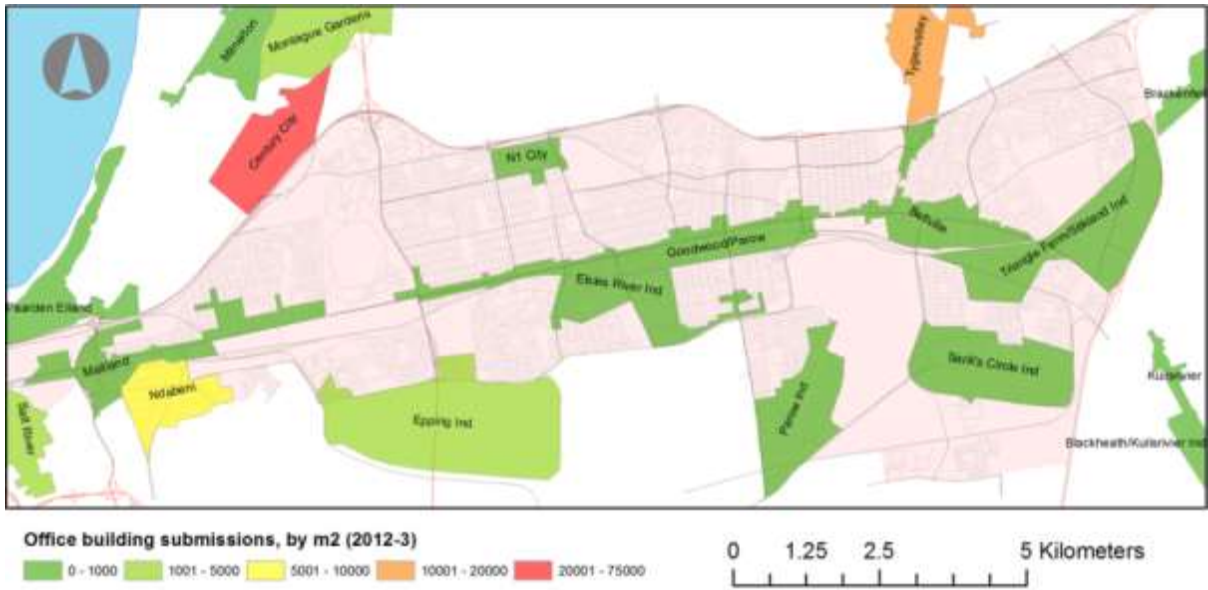 Milnerton
Montague Gardens
Tygervalley
Century City
Brackenfell
N1 City
Bellville
Goodwood/Parow
Triangle Farm/Stikland Ind
Elsies River Ind
Paarden Eiland
Maitland
Ndabeni
Sack's Circle Ind
Kuilsrivier
Parow Ind
Salt River
Epping Ind
Blackheath/Kuilsrivier Ind
Office building submissions, by m2 (2012-3)
0 - 1000 1001 - 5000 5001 - 10000 10001 - 20000 20001 - 75000
0 1.25 2.5 5 Kilometers